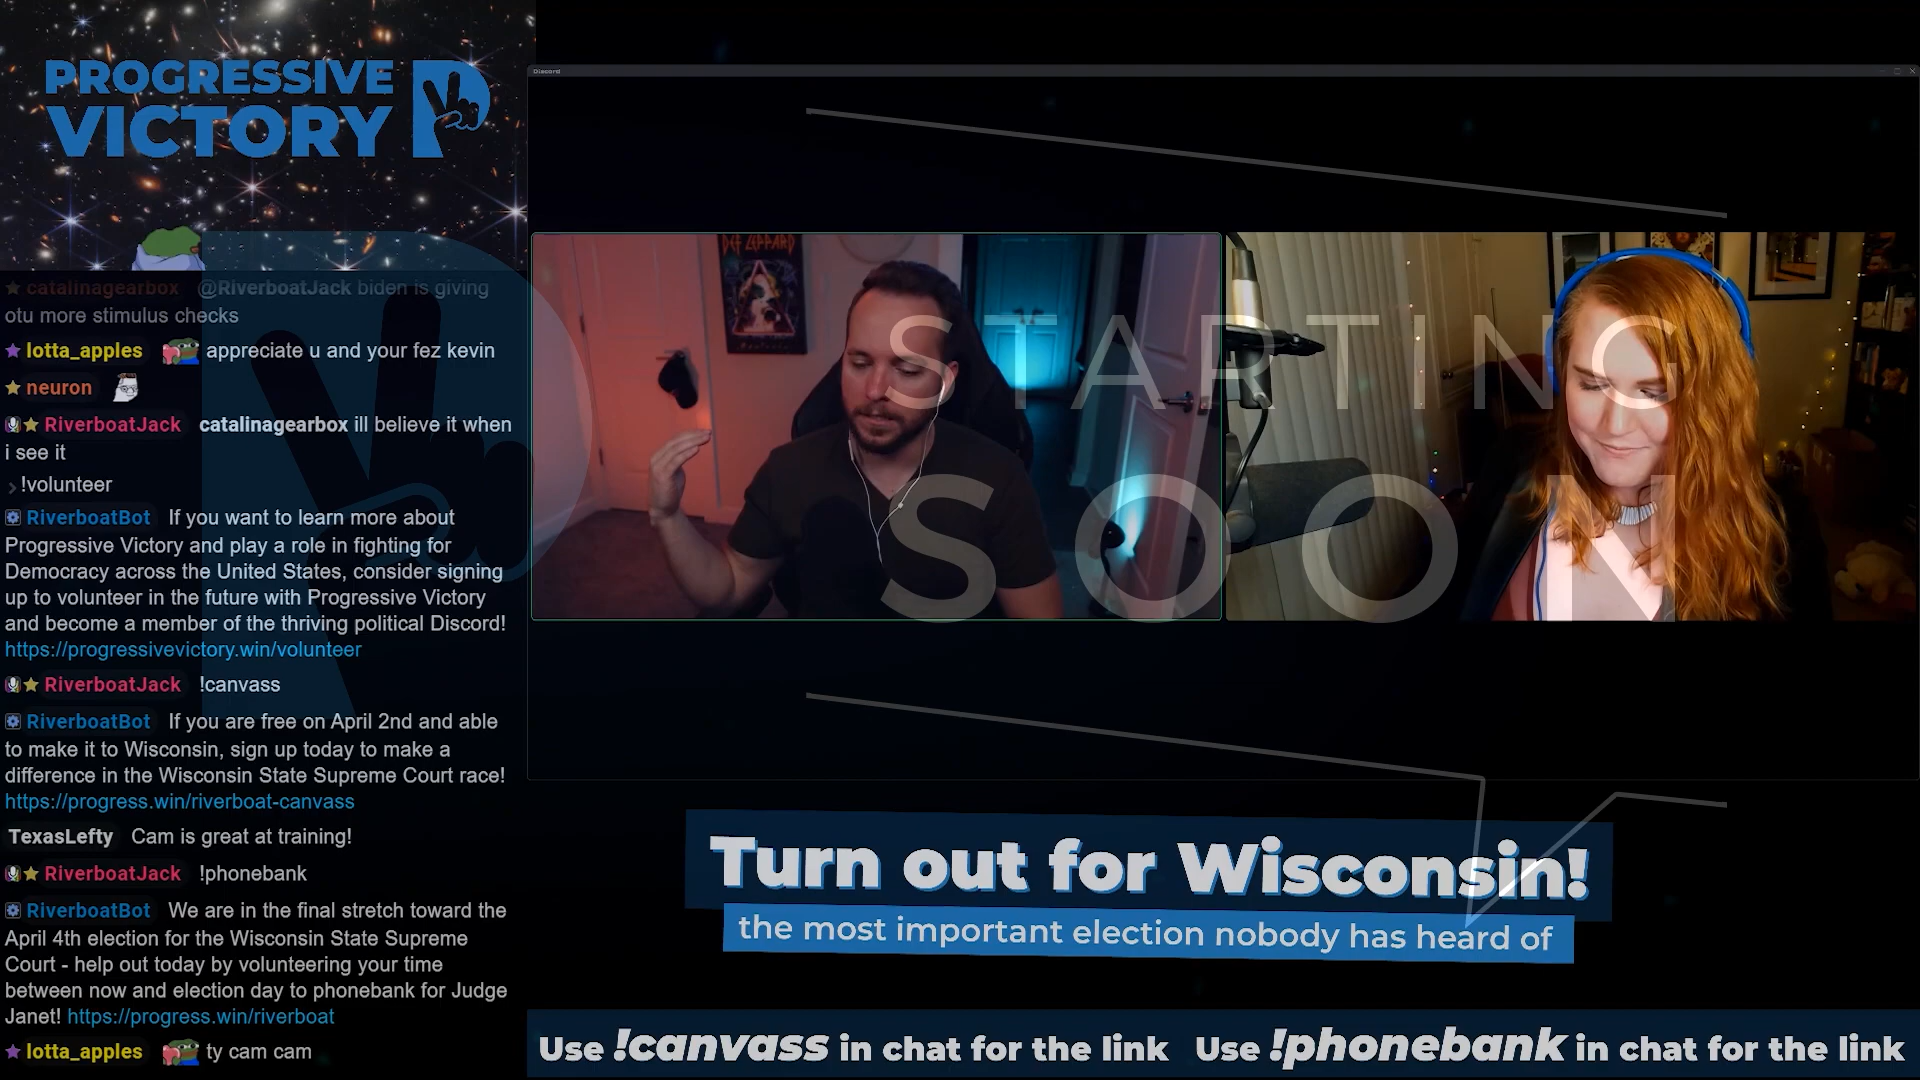 PROGRESSIVE
VICTORY
Discord
catalinagearbox @RiverboatJack biden is giving
otu more stimulus checks
lotta_apples appreciate u and your fez kevin
neuron
RiverboatJack catalinagearbox ill believe it when
i see it
!volunteer
RiverboatBot If you want to learn more about
Progressive Victory and play a role in fighting for
Democracy across the United States, consider signing
up to volunteer in the future with Progressive Victory
and become a member of the thriving political Discord!
https://progressivevictory.win/volunteer
RiverboatJack !canvass
RiverboatBot If you are free on April 2nd and able
to make it to Wisconsin, sign up today to make a
difference in the Wisconsin State Supreme Court race!
https://progress.win/riverboat-canvass
TexasLefty Cam is great at training!
RiverboatJack !phonebank
RiverboatBot We are in the final stretch toward the
April 4th election for the Wisconsin State Supreme
Court - help out today by volunteering your time
between now and election day to phonebank for Judge
Janet! https://progress.win/riverboat
lotta_apples ty cam cam
DEF LEPPARD
STARTING
SOON
Turn out for Wisconsin!
the most important election nobody has heard of
Use !canvass in chat for the link Use !phonebank in chat for the link